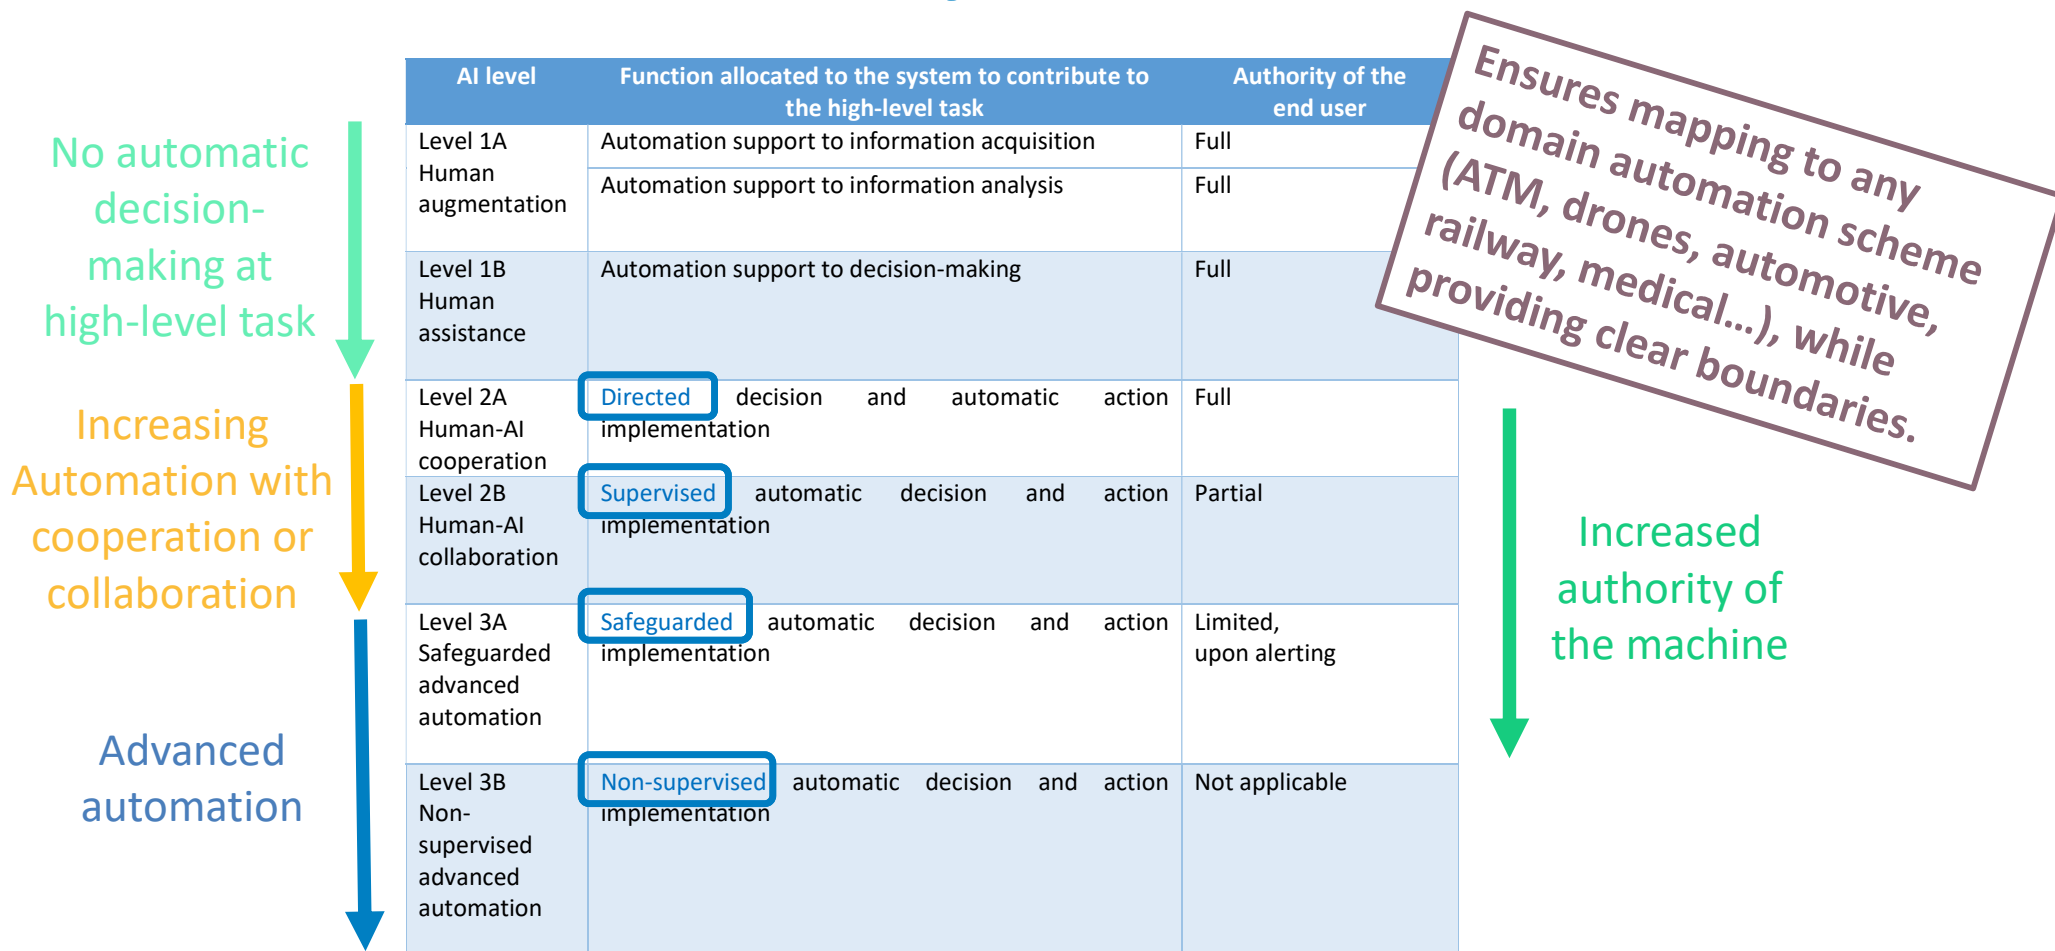 AI level
Function allocated to the system to contribute to
the high-level task
Authority of the
end user
Level 1A
Human
augmentation
Automation support to information acquisition
Full
Automation support to information analysis
Full
Level 1B
Human
assistance
Automation support to decision-making
Full
Level 2A
Human-AI
cooperation
Directed decision and automatic action
implementation
Full
Level 2B
Human-AI
collaboration
Supervised automatic decision and action
implementation
Partial
Level 3A
Safeguarded
advanced
automation
Safeguarded automatic decision and action
implementation
Limited,
upon alerting
Level 3B
Non-
supervised
advanced
automation
Non-supervised automatic decision and action
implementation
Not applicable
No automatic
decision-
making at
high-level task
Increasing
Automation with
cooperation or
collaboration
Advanced
automation
Ensures mapping to any
domain automation scheme
(ATM, drones, automotive,
railway, medical...), while
providing clear boundaries.
Increased
authority of
the machine